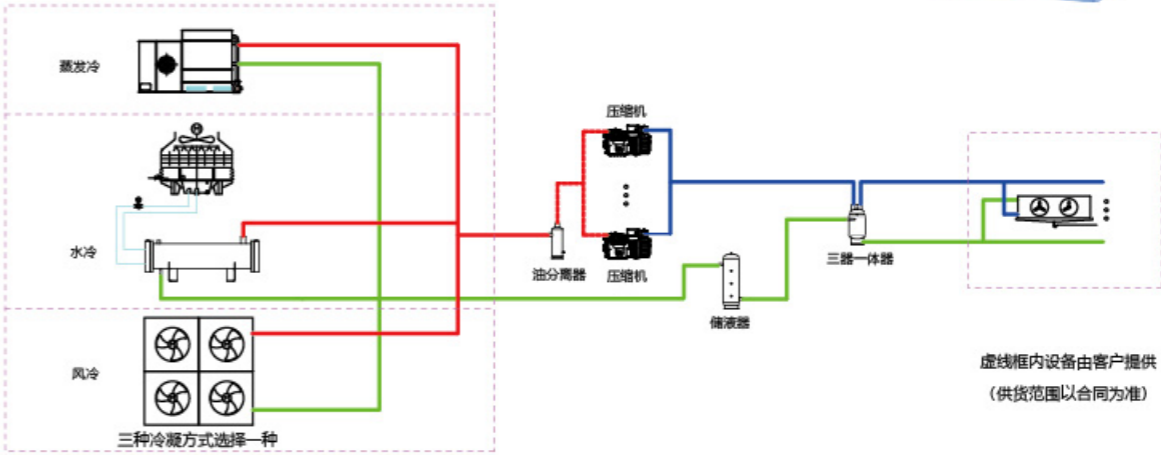 蒸发冷
压缩机
水冷
油分离器
压缩机
三器一体器
储液器
风冷
虚线框内设备由客户提供
（供货范围以合同为准）
三种冷凝方式选择一种